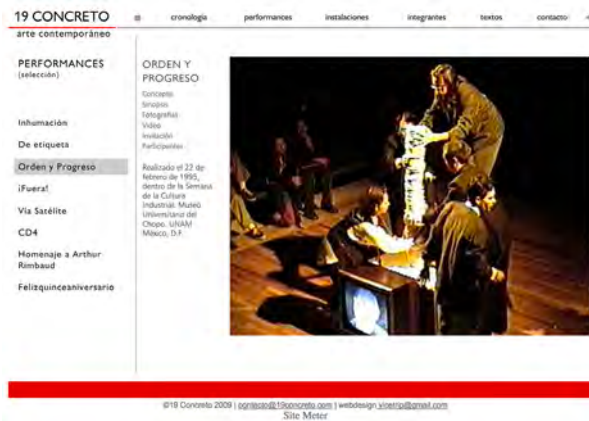 19 CONCRETO
arte contemporáneo
cronología performances instalaciones integrantes textos contacto
PERFORMANCES
(selección)
Inhumación
De etiqueta
Orden y Progreso
¡Fuera!
Vía Satélite
CD4
Homenaje a Arthur
Rimbaud
Felizquinceaniversario
ORDEN Y
PROGRESO
Concepto
Sinopsis
Fotografías
Video
Invitación
Participantes
Realizado el 22 de
febrero de 1995,
dentro de la Semana
de la Cultura
Industrial. Museo
Universitario del
Chopo. UNAM
México, D.F.
©19 Concreto 2009 | contacto@19concreto.com | webdesign vicetrip@gmail.com
Site Meter